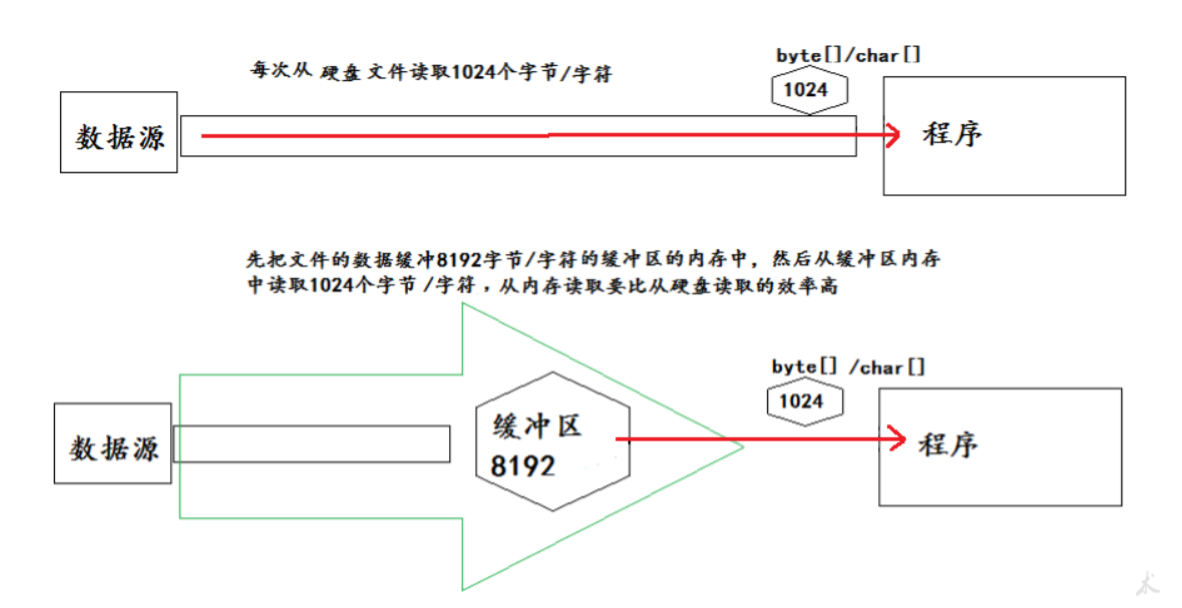 byte[]/char[]
每次从 硬盘 文件读取1024个字节/字符
1024
数据源
程序
先把文件的数据缓冲8192字节/字符的缓冲区的内存中，然后从缓冲区内存
中读取1024个字节 /字符，从内存读取要比从硬盘读取的效率高
byte[] /char[]
1024
缓冲区
8192
数据源
程序
术